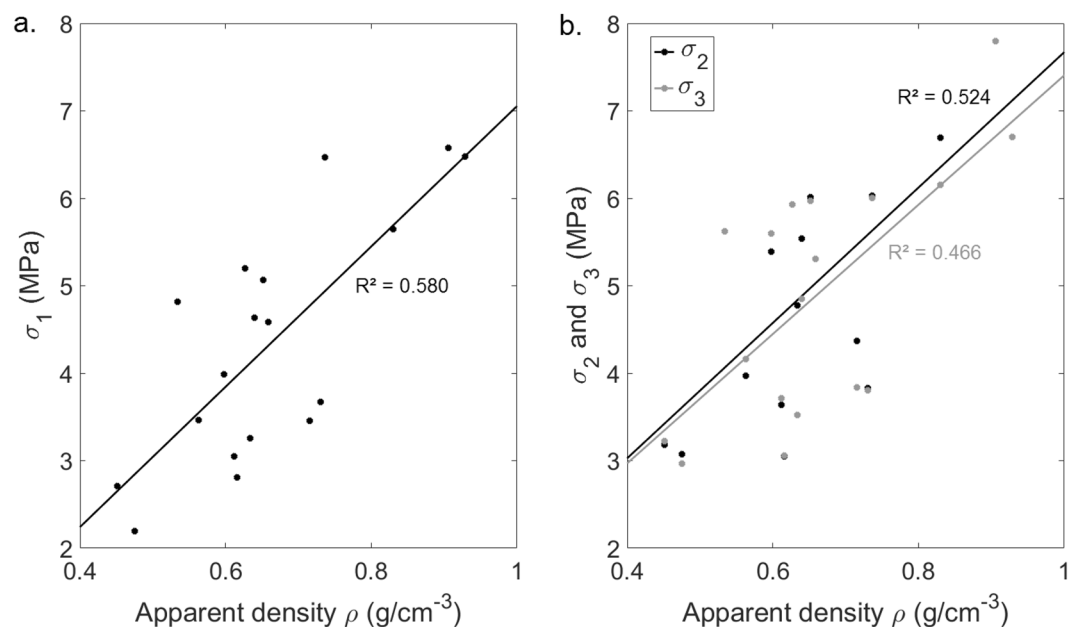 a.
8
7
6
5
4
3
2
σ1 (MPa)
R² = 0.580
0.4
0.6
0.8
1
Apparent density ρ (g/cm⁻³)
b.
8
7
6
5
4
3
2
σ2 and σ3 (MPa)
σ2
σ3
R² = 0.524
R² = 0.466
0.4
0.6
0.8
1
Apparent density ρ (g/cm⁻³)